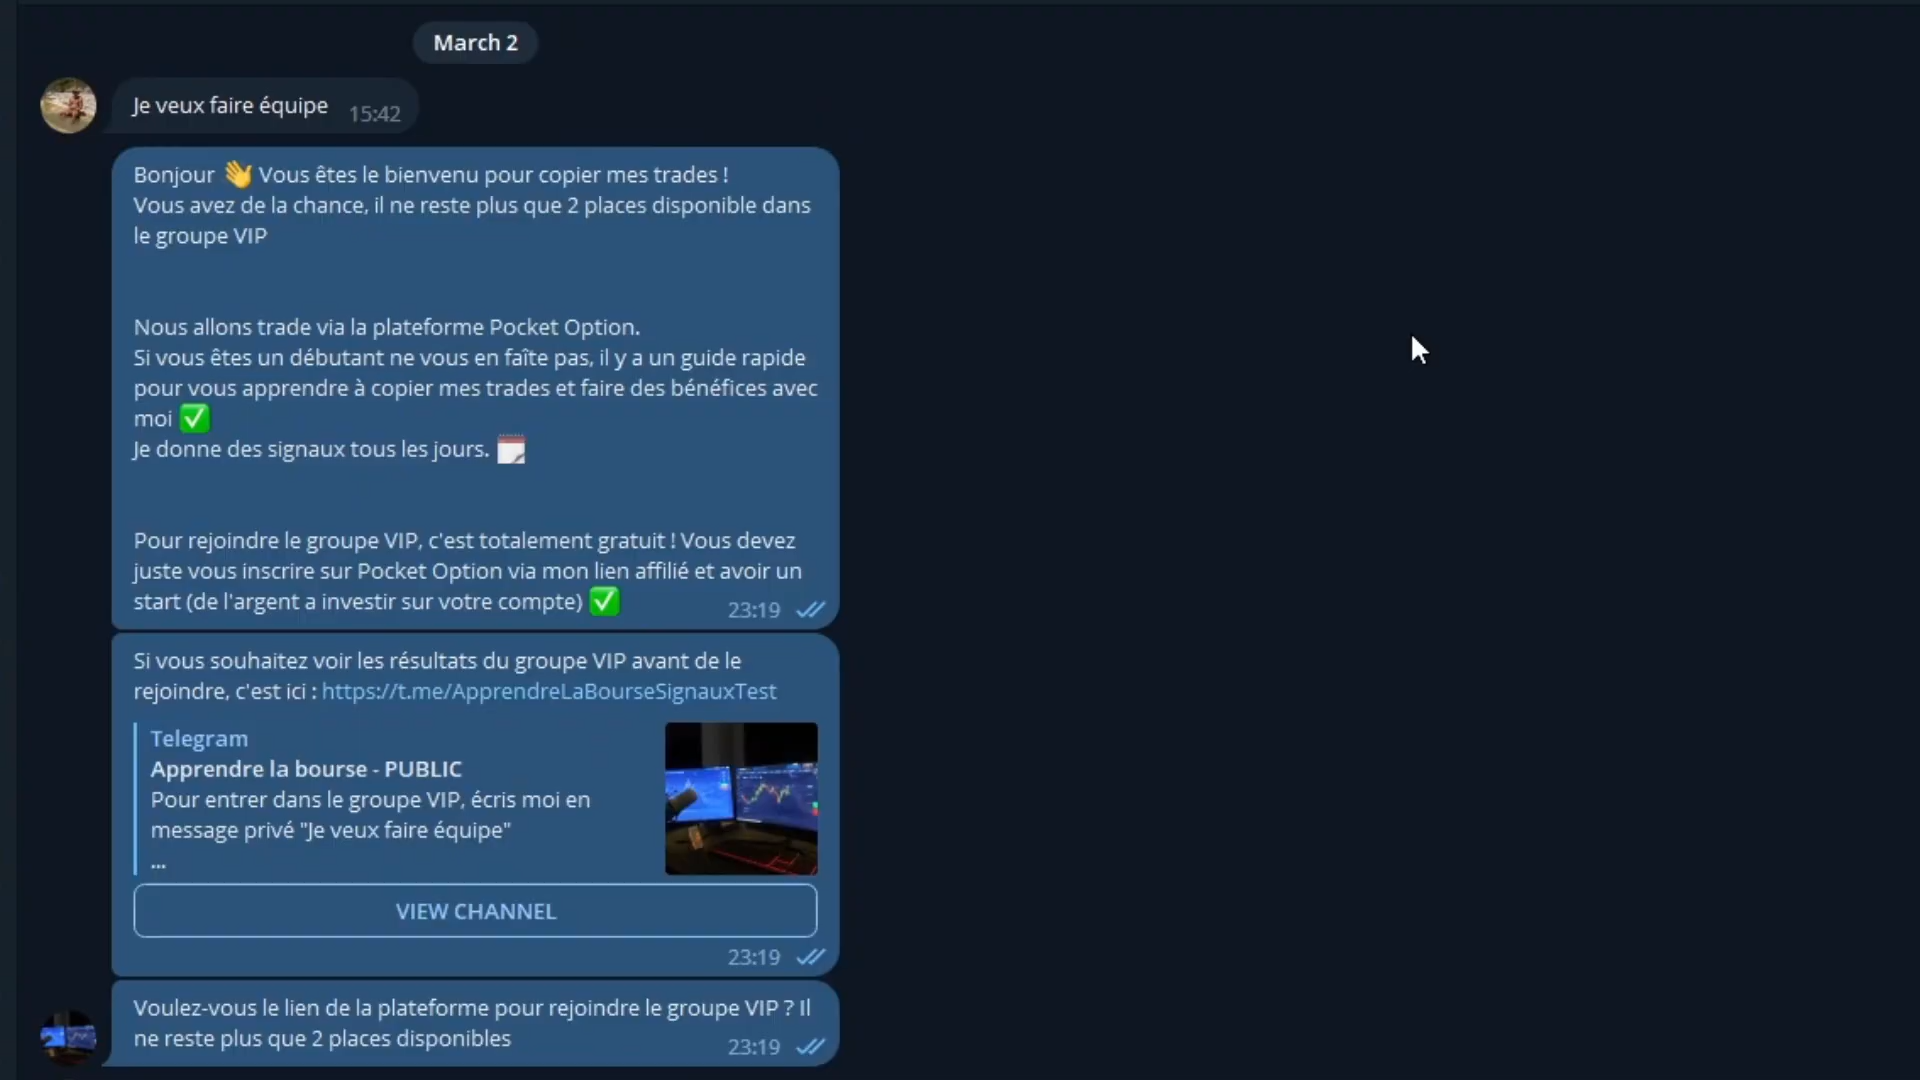 March 2
Je veux faire équipe 15:42
Bonjour 👋 Vous êtes le bienvenu pour copier mes trades !
Vous avez de la chance, il ne reste plus que 2 places disponible dans
le groupe VIP
Nous allons trade via la plateforme Pocket Option.
Si vous êtes un débutant ne vous en faîte pas, il y a un guide rapide
pour vous apprendre à copier mes trades et faire des bénéfices avec
moi ✅
Je donne des signaux tous les jours. 🗒️
Pour rejoindre le groupe VIP, c'est totalement gratuit ! Vous devez
juste vous inscrire sur Pocket Option via mon lien affilié et avoir un
start (de l'argent a investir sur votre compte) ✅ 23:19
Si vous souhaitez voir les résultats du groupe VIP avant de le
rejoindre, c'est ici : https://t.me/ApprendreLaBourseSignauxTest
Telegram
Apprendre la bourse - PUBLIC
Pour entrer dans le groupe VIP, écris moi en
message privé "Je veux faire équipe"
...
VIEW CHANNEL
23:19
Voulez-vous le lien de la plateforme pour rejoindre le groupe VIP ? Il
ne reste plus que 2 places disponibles 23:19